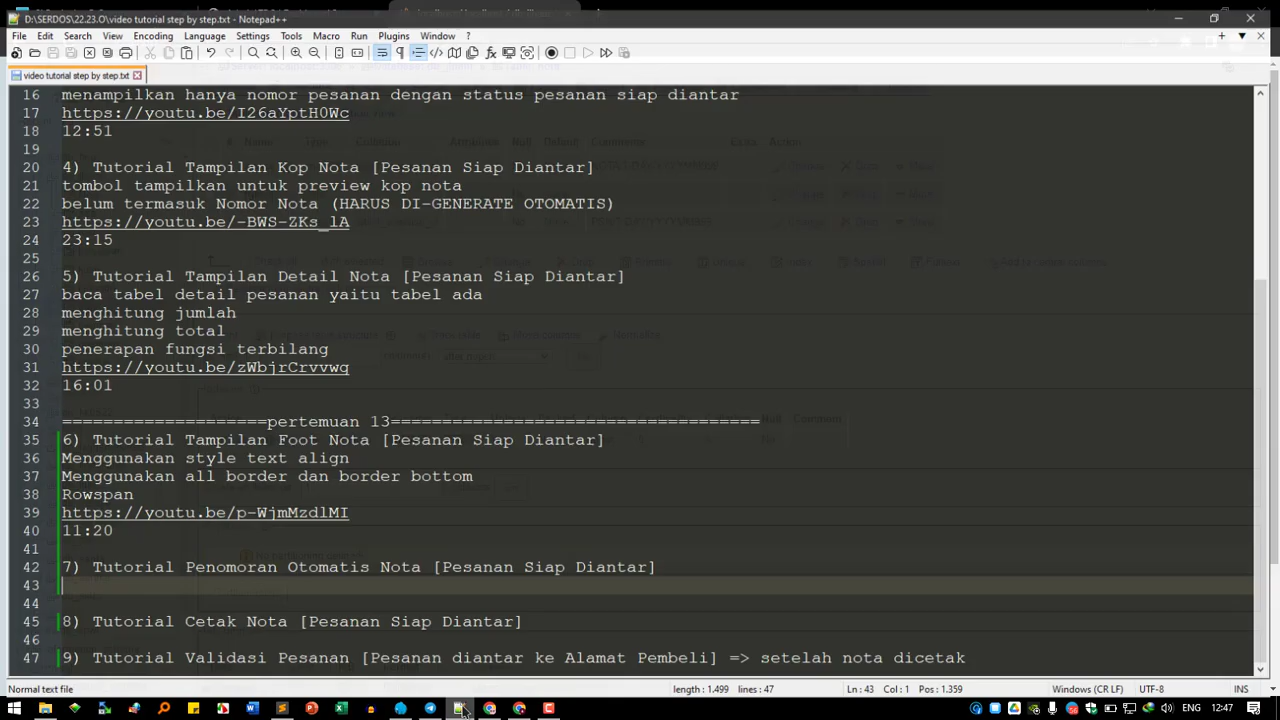 D:\SERDOS\22.23.O\video tutorial step by step.txt - Notepad++
File Edit Search View Encoding Language Settings Tools Macro Run Plugins Window ?
video tutorial step by step.txt
16 menampilkan hanya nomor pesanan dengan status pesanan siap diantar
17 https://youtu.be/I26aYptH0Wc
18 12:51
19
20 4) Tutorial Tampilan Kop Nota [Pesanan Siap Diantar]
21 tombol tampilkan untuk preview kop nota
22 belum termasuk Nomor Nota (HARUS DI-GENERATE OTOMATIS)
23 https://youtu.be/-BWS-ZKs_lA
24 23:15
25
26 5) Tutorial Tampilan Detail Nota [Pesanan Siap Diantar]
27 baca tabel detail pesanan yaitu tabel ada
28 menghitung jumlah
29 menghitung total
30 penerapan fungsi terbilang
31 https://youtu.be/zWbjrCrvvwg
32 16:01
33
34 ====================pertemuan 13====================================
35 6) Tutorial Tampilan Foot Nota [Pesanan Siap Diantar]
36 Menggunakan style text align
37 Menggunakan all border dan border bottom
38 Rowspan
39 https://youtu.be/p-WjmMzdlMI
40 11:20
41
42 7) Tutorial Penomoran Otomatis Nota [Pesanan Siap Diantar]
43
44
45 8) Tutorial Cetak Nota [Pesanan Siap Diantar]
46
47 9) Tutorial Validasi Pesanan [Pesanan diantar ke Alamat Pembeli] => setelah nota dicetak
Normal text file length : 1.499 lines : 47 Ln : 43 Col : 1 Pos : 1.359 Windows (CR LF) UTF-8 INS
ENG 12:47